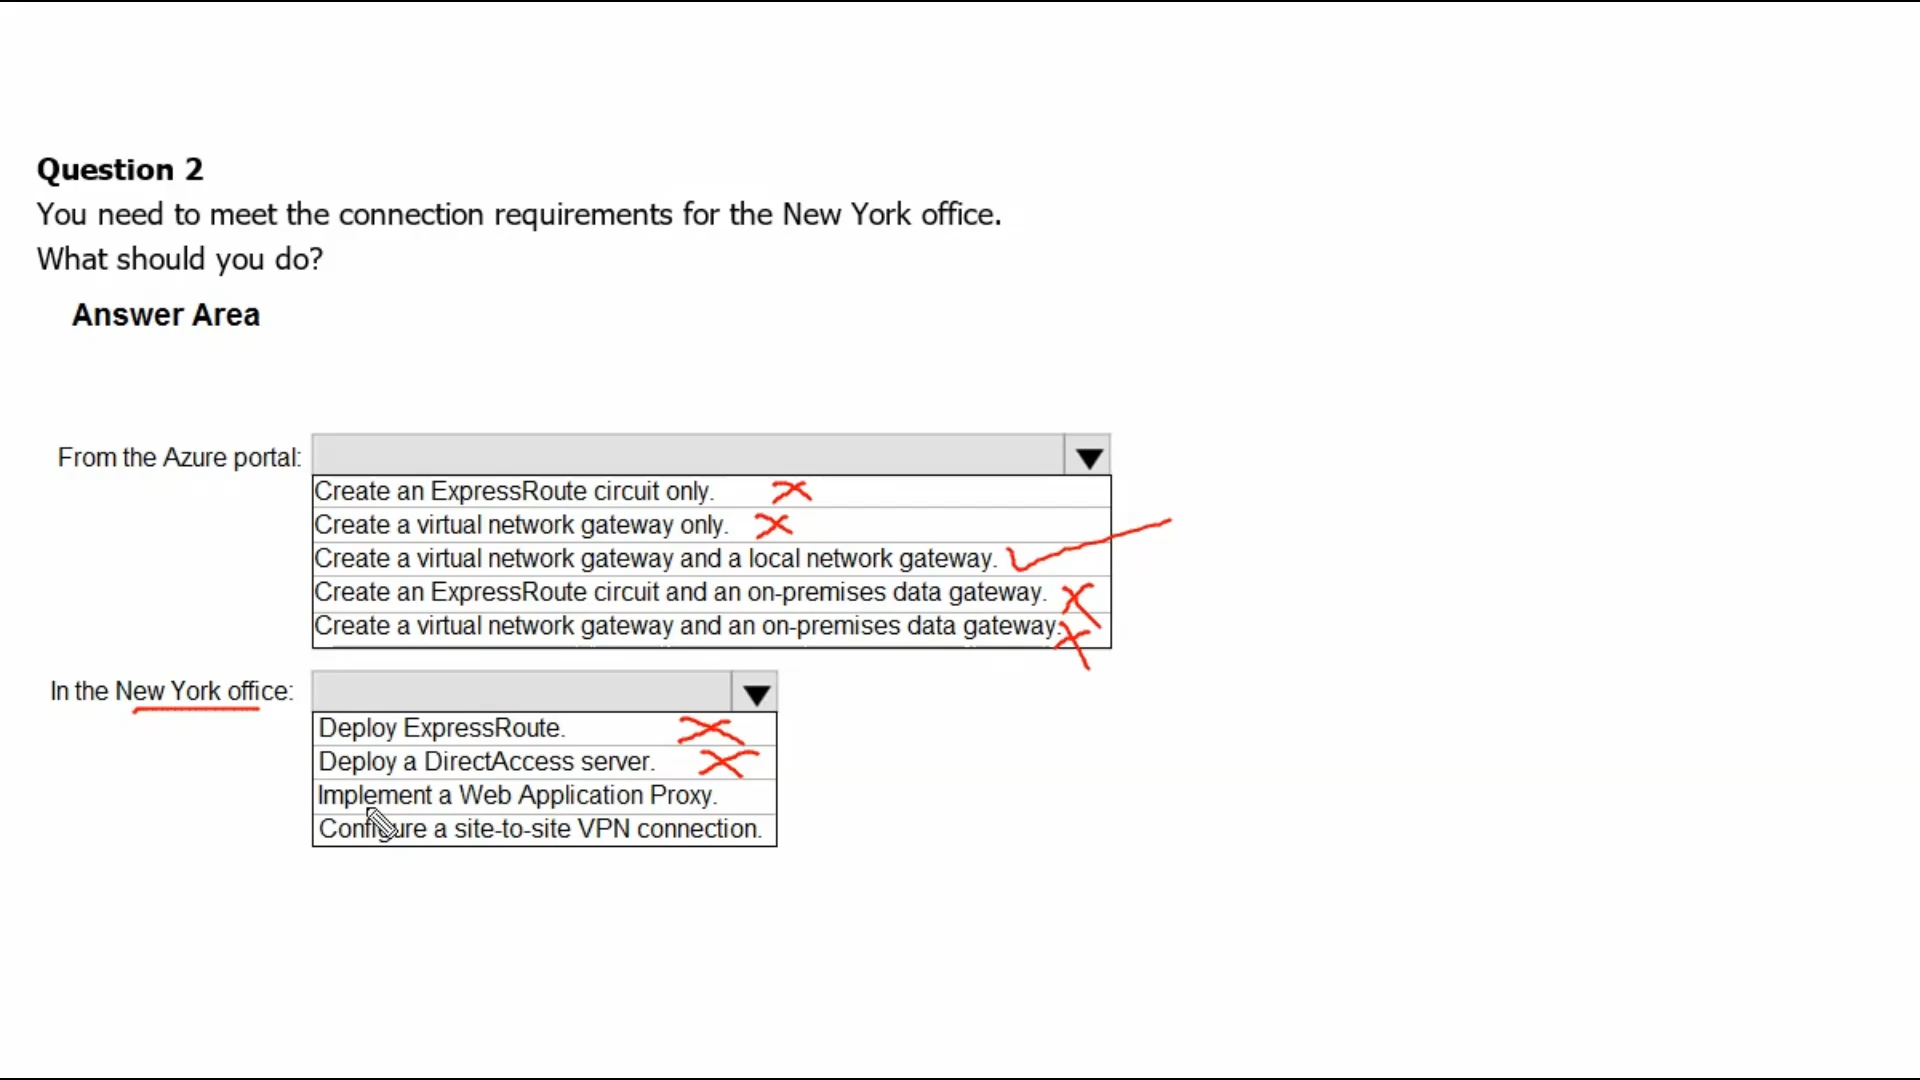 Question 2
You need to meet the connection requirements for the New York office.
What should you do?
Answer Area
From the Azure portal:
Create an ExpressRoute circuit only.
Create a virtual network gateway only.
Create a virtual network gateway and a local network gateway.
Create an ExpressRoute circuit and an on-premises data gateway.
Create a virtual network gateway and an on-premises data gateway.
In the New York office:
Deploy ExpressRoute.
Deploy a DirectAccess server.
Implement a Web Application Proxy.
Configure a site-to-site VPN connection.